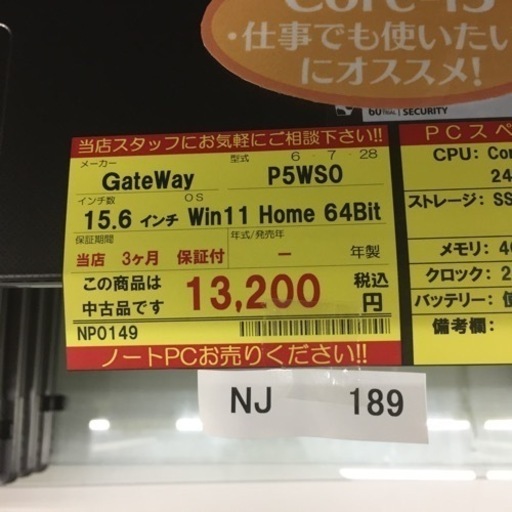 Core-i5
・仕事でも使いたい
にオススメ!
SECURITY
当店スタッフにお気軽にご相談下さい!!
メーカー 型式 6-7-28
GateWay P5WS0
インチ数 OS
15.6 インチ Win11 Home 64Bit
保証期間 年式/発売年
当店 3ヶ月 保証付 - 年製
この商品は
中古品です
13,200 税込
円
NP0149
ノートPCお売りください!!
PCスペ
CPU: Cor
24
ストレージ: SS
メモリ: 4G
クロック: 2
バッテリー: 使
備考欄:
NJ 189